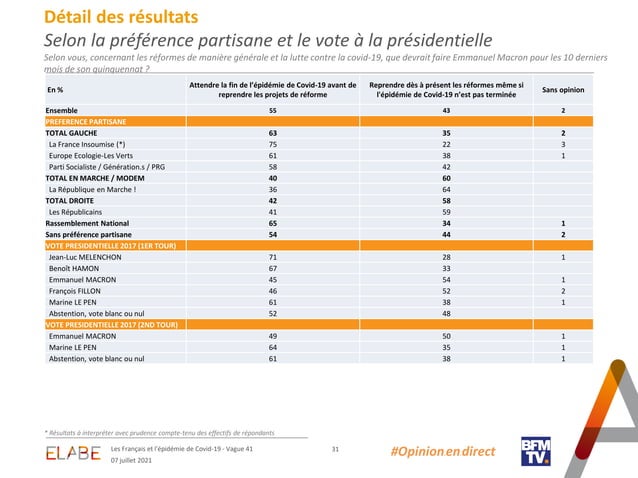 Détail des résultats
Selon la préférence partisane et le vote à la présidentielle
Selon vous, concernant les réformes de manière générale et la lutte contre la covid-19, que devrait faire Emmanuel Macron pour les 10 derniers
mois de son quinquennat ?
En % Attendre la fin de l'épidémie de Covid-19 avant de reprendre les projets de réforme Reprendre dès à présent les réformes même si l'épidémie de Covid-19 n'est pas terminée Sans opinion
Ensemble 55 43 2
PREFERENCE PARTISANE
TOTAL GAUCHE 63 35 2
La France Insoumise (*) 75 22 3
Europe Ecologie-Les Verts 61 38 1
Parti Socialiste / Génération.s / PRG 58 42
TOTAL EN MARCHE / MODEM 40 60
La République en Marche ! 36 64
TOTAL DROITE 42 58
Les Républicains 41 59
Rassemblement National 65 34 1
Sans préférence partisane 54 44 2
VOTE PRESIDENTIELLE 2017 (1ER TOUR)
Jean-Luc MELENCHON 71 28 1
Benoît HAMON 67 33
Emmanuel MACRON 45 54 1
François FILLON 46 52 2
Marine LE PEN 61 38 1
Abstention, vote blanc ou nul 52 48
VOTE PRESIDENTIELLE 2017 (2ND TOUR)
Emmanuel MACRON 49 50 1
Marine LE PEN 64 35 1
Abstention, vote blanc ou nul 61 38 1
* Résultats à interpréter avec prudence compte-tenu des effectifs de répondants
ELABE
Les Français et l'épidémie de Covid-19 - Vague 41
07 juillet 2021
31
#Opinionendirect
BFM
TV.